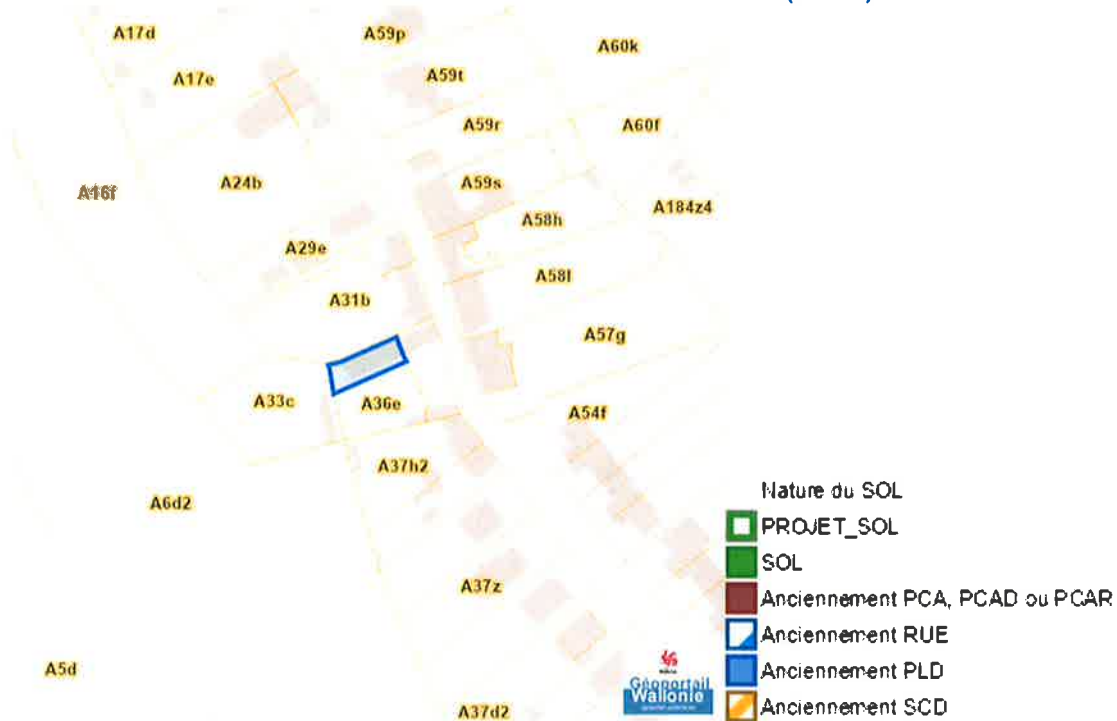 A17d
A59p
A60k
A17e
A59t
A59r
A60f
A24b
A59s
A16f
A184z4
A58h
A29e
A58l
A31b
A57g
A33c
A36e
A54f
A37h2
A6d2
Nature du SOL
PROJET_SOL
SOL
A37z
Anciennement PCA, PCAD ou PCAR
Anciennement RUE
A5d
Anciennement PLD
Géoportail
Wallonie
Anciennement SCD
A37d2